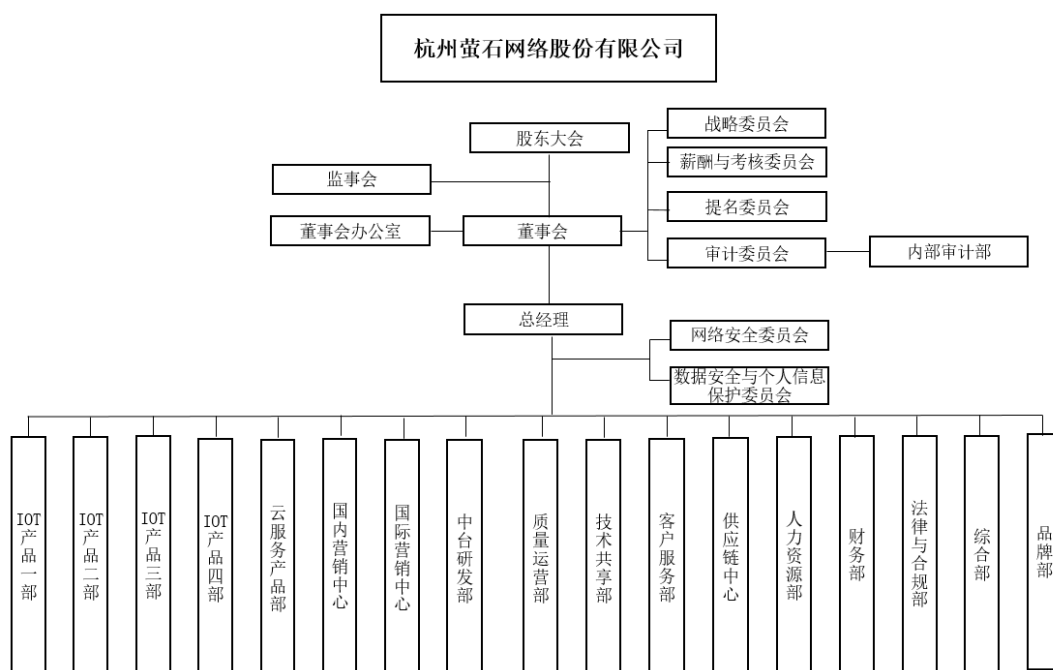 杭州萤石网络股份有限公司
股东大会
战略委员会
薪酬与考核委员会
监事会
提名委员会
董事会办公室
董事会
审计委员会
内部审计部
总经理
网络安全委员会
数据安全与个人信息
保护委员会
IOT产品一部
IOT产品二部
IOT产品三部
IOT产品四部
云服务产品部
国内营销中心
国际营销中心
中台研发部
质量运营部
技术共享部
客户服务部
供应链中心
人力资源部
财务部
法律与合规部
综合部
品牌部